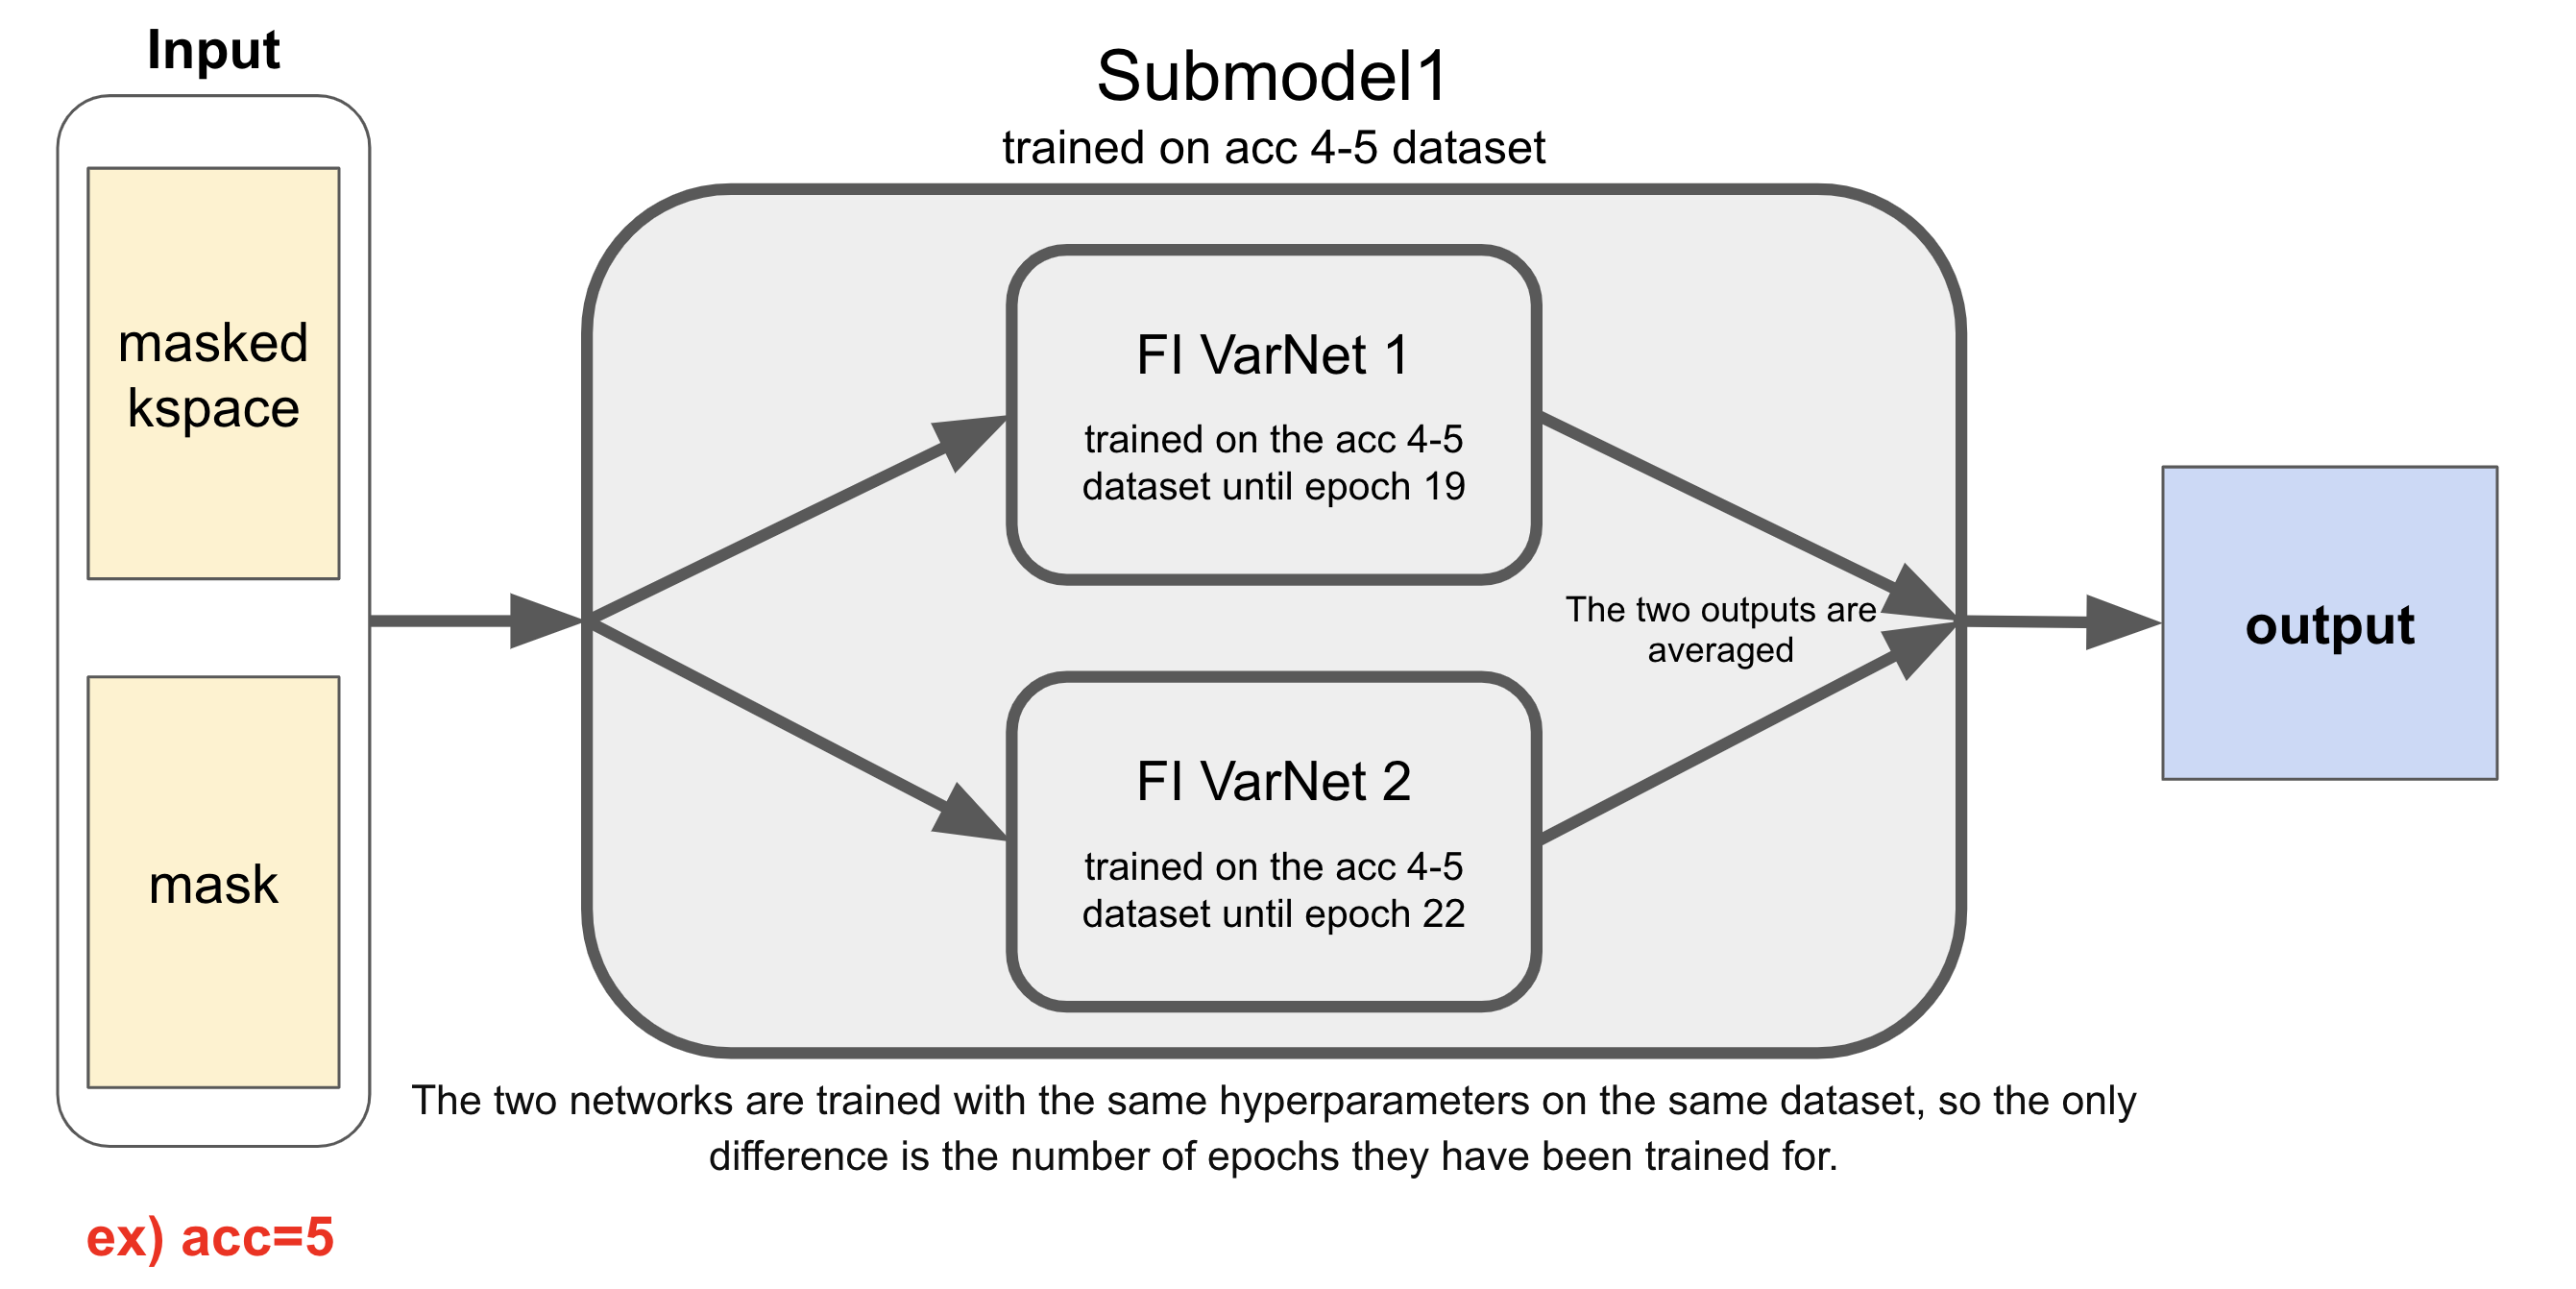 Input
masked
kspace
mask
ex) acc=5
Submodel1
trained on acc 4-5 dataset
FI VarNet 1
trained on the acc 4-5
dataset until epoch 19
The two outputs are
averaged
FI VarNet 2
trained on the acc 4-5
dataset until epoch 22
The two networks are trained with the same hyperparameters on the same dataset, so the only
difference is the number of epochs they have been trained for.
output